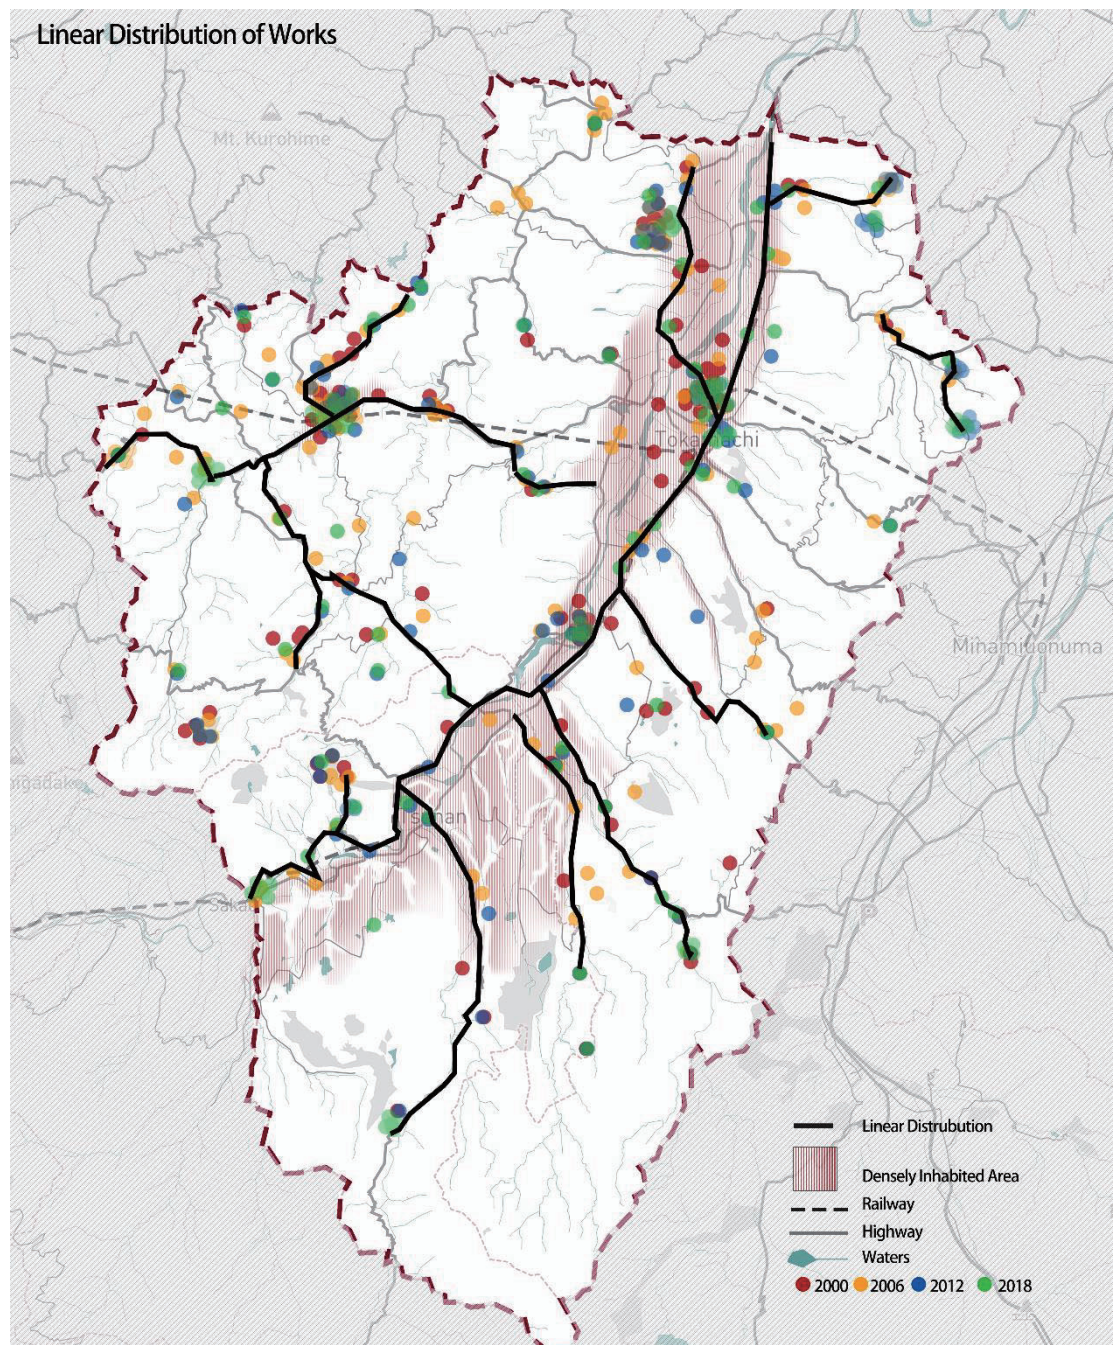 Linear Distribution of Works
Mt. Kurohime
Tokamachi
Minamiuonuma
Linear Distrubution
Densely Inhabited Area
Railway
Highway
Waters
2000 2006 2012 2018